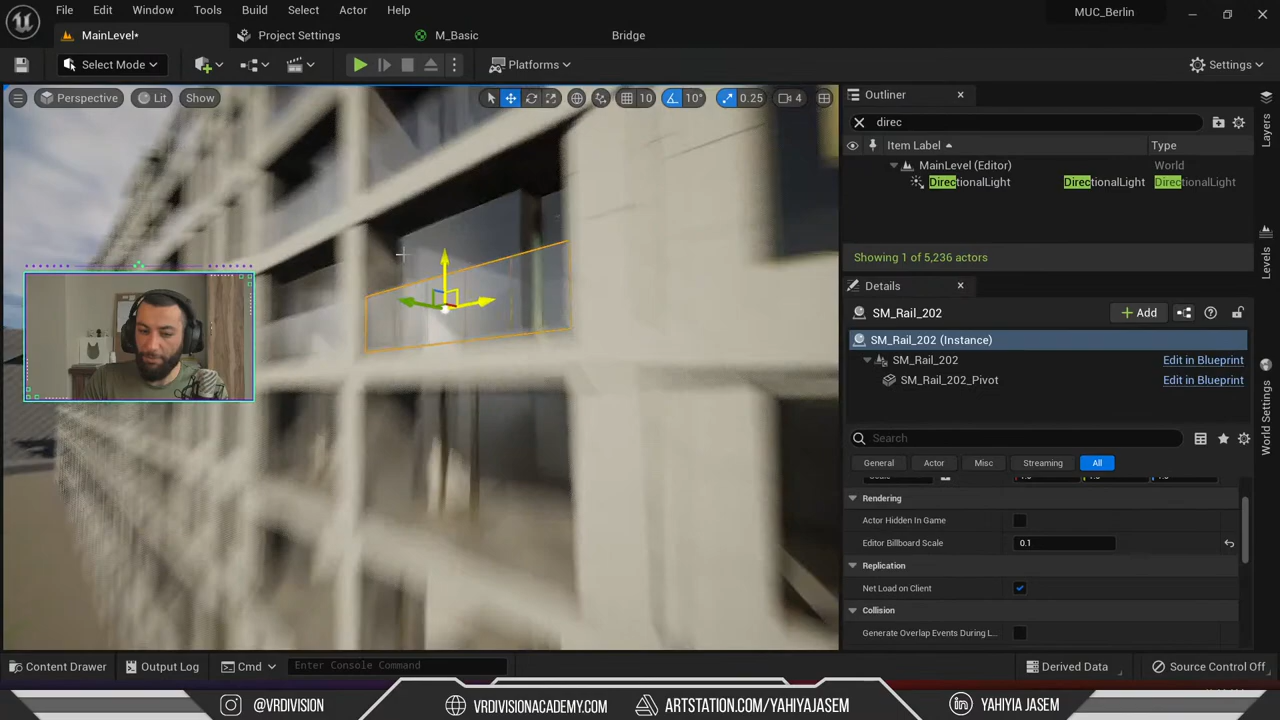 File Edit Window Tools Build Select Actor Help
MUC_Berlin
MainLevel* Project Settings M_Basic Bridge
Select Mode Platforms Settings
Perspective Lit Show 10 10° 0.25 4
Outliner
direc
Item Label Type
MainLevel (Editor) World
DirectionalLight DirectionalLight DirectionalLight
Showing 1 of 5,236 actors
Details
SM_Rail_202 Add
SM_Rail_202 (Instance)
SM_Rail_202 Edit in Blueprint
SM_Rail_202_Pivot Edit in Blueprint
Search
General Actor Misc Streaming All
Rendering
Actor Hidden In Game
Editor Billboard Scale 0.1
Replication
Net Load on Client
Collision
Generate Overlap Events During L...
Layers
Levels
World Settings
Content Drawer Output Log Cmd Enter Console Command Derived Data Source Control Off
@VRDIVISION VRDIVISIONACADEMY.COM ARTSTATION.COM/YAHIYAJASEM YAHIYIA JASEM